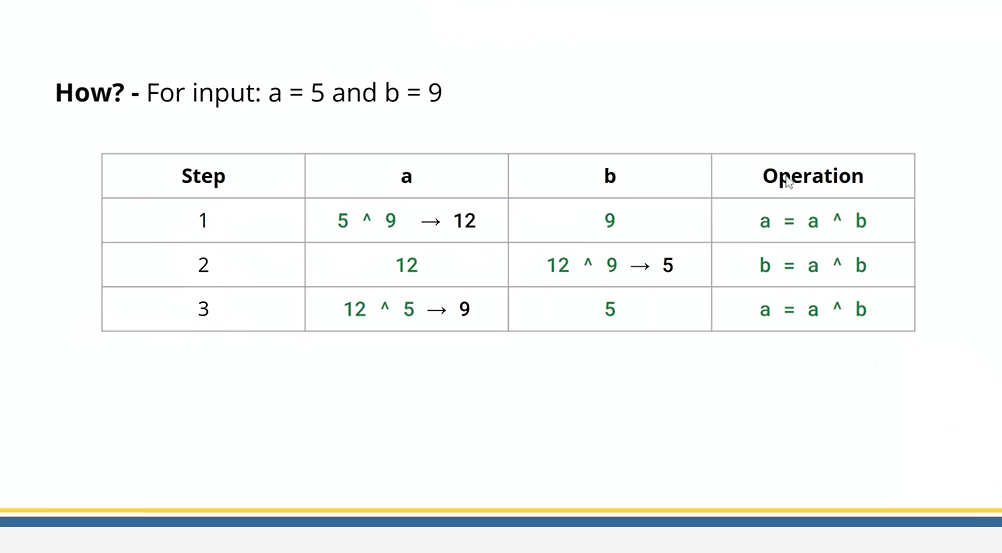 How? - For input: a = 5 and b = 9
Step a b Operation
1 5 ^ 9 → 12 9 a = a ^ b
2 12 12 ^ 9 → 5 b = a ^ b
3 12 ^ 5 → 9 5 a = a ^ b